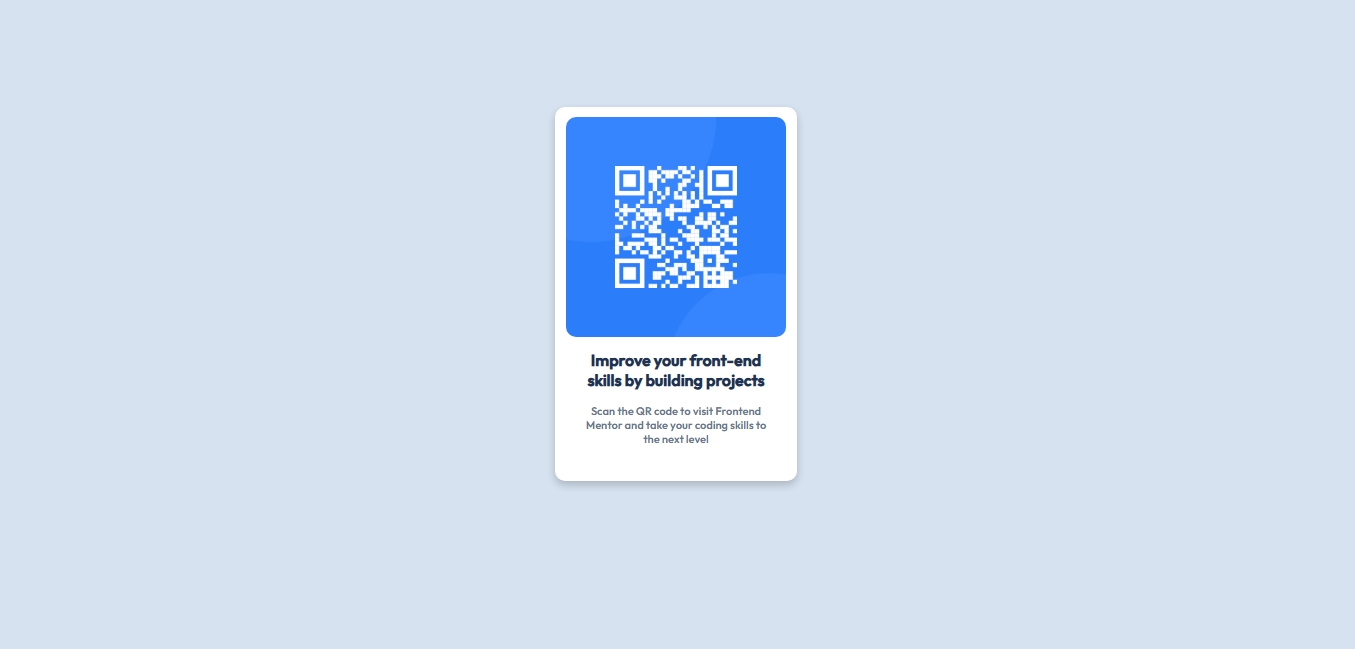 Improve your front-end
skills by building projects
Scan the QR code to visit Frontend
Mentor and take your coding skills to
the next level